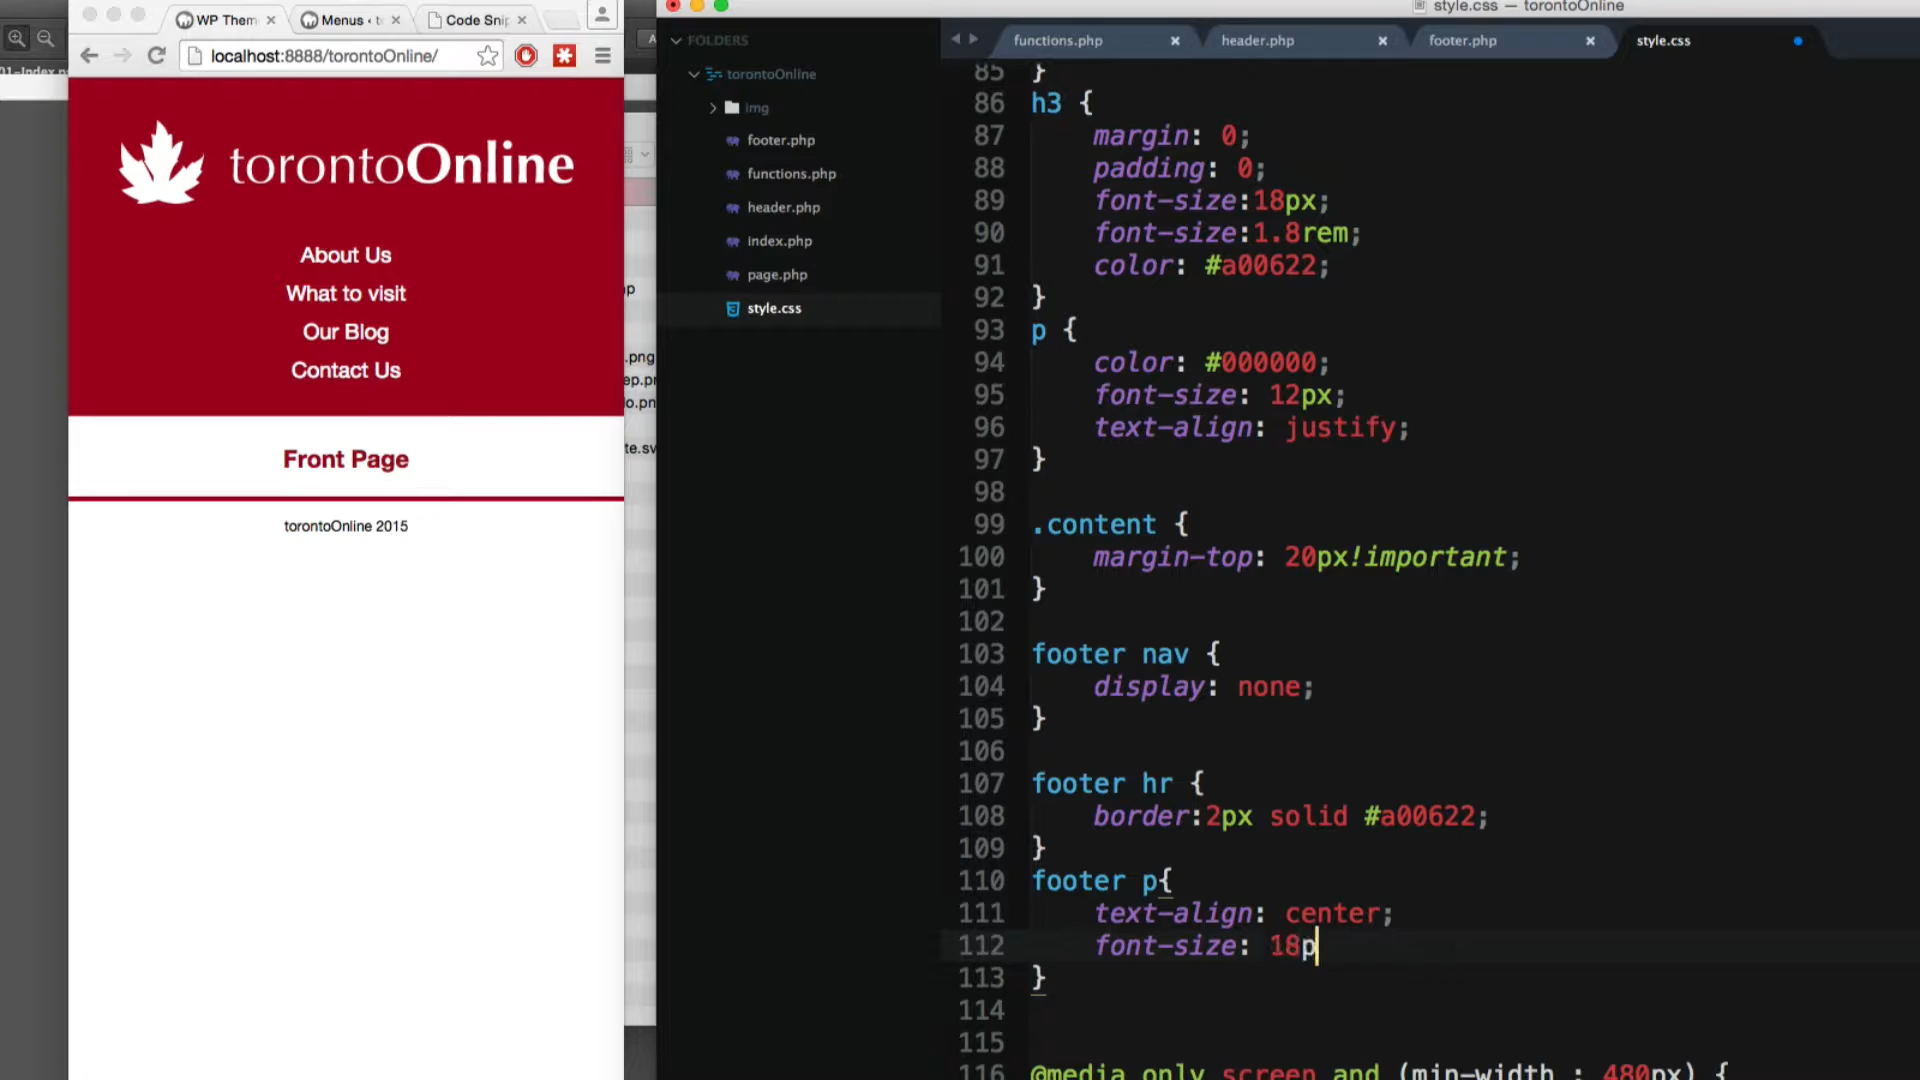 WP Them
Menus ‹ t
Code Snip
localhost:8888/torontoOnline/
torontoOnline
About Us
What to visit
Our Blog
Contact Us
Front Page
torontoOnline 2015
.png
style.css — torontoOnline
FOLDERS
torontoOnline
img
footer.php
functions.php
header.php
index.php
page.php
style.css
functions.php
header.php
footer.php
style.css
85 }
86 h3 {
87 margin: 0;
88 padding: 0;
89 font-size:18px;
90 font-size:1.8rem;
91 color: #a00622;
92 }
93 p {
94 color: #000000;
95 font-size: 12px;
96 text-align: justify;
97 }
98
99 .content {
100 margin-top: 20px!important;
101 }
102
103 footer nav {
104 display: none;
105 }
106
107 footer hr {
108 border:2px solid #a00622;
109 }
110 footer p{
111 text-align: center;
112 font-size: 18p
113 }
114
115
116 @media only screen and (min-width : 480px) {